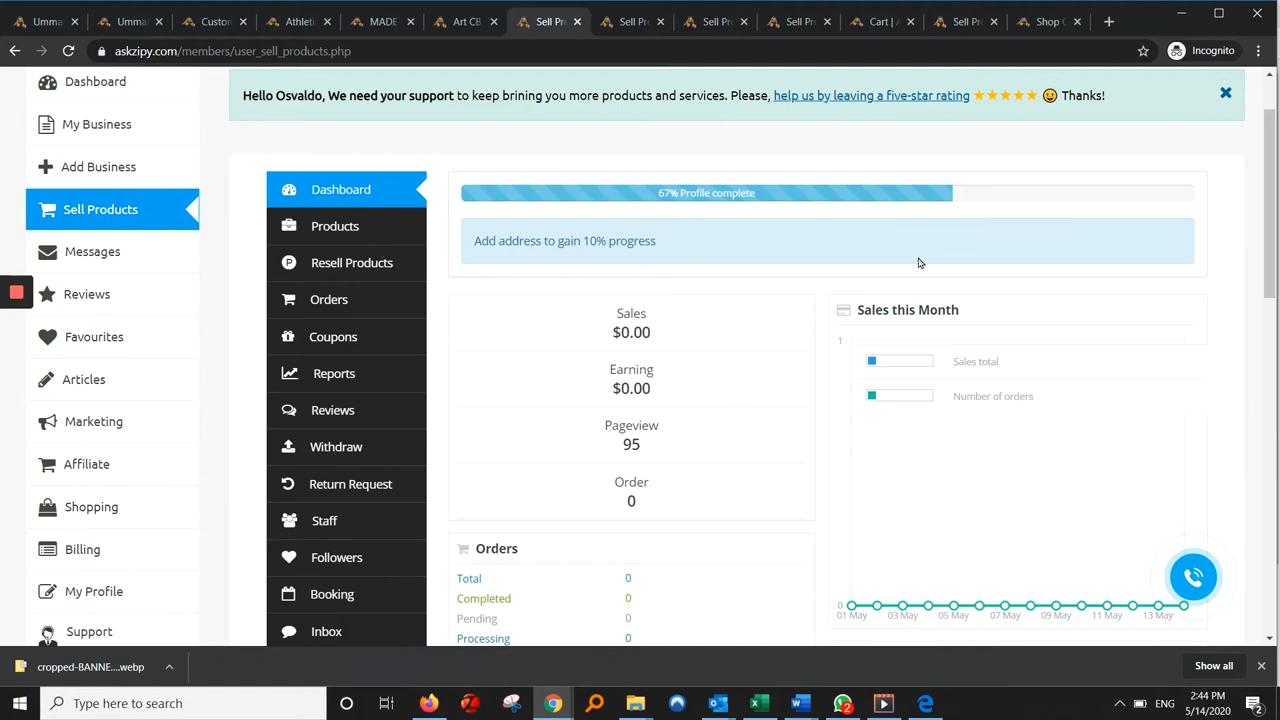 Umma
Umma
Custom
Athletic
MADE
Art CB
Sell Pr
Sell Pr
Sell Pr
Sell Pr
Cart | A
Sell Pr
Shop C
askzipy.com/members/user_sell_products.php
Incognito
Dashboard
My Business
Add Business
Sell Products
Messages
Reviews
Favourites
Articles
Marketing
Affiliate
Shopping
Billing
My Profile
Support
Hello Osvaldo, We need your support to keep brining you more products and services. Please, help us by leaving a five-star rating ★★★★★ 😀 Thanks!
Dashboard
Products
Resell Products
Orders
Coupons
Reports
Reviews
Withdraw
Return Request
Staff
Followers
Booking
Inbox
67% Profile complete
Add address to gain 10% progress
Sales
$0.00
Earning
$0.00
Pageview
95
Order
0
Orders
Total 0
Completed 0
Pending 0
Processing 0
Sales this Month
1
Sales total
Number of orders
0
01 May 03 May 05 May 07 May 09 May 11 May 13 May
cropped-BANNE....webp
Show all
Type here to search
2
ENG
2:44 PM
5/14/2020
2